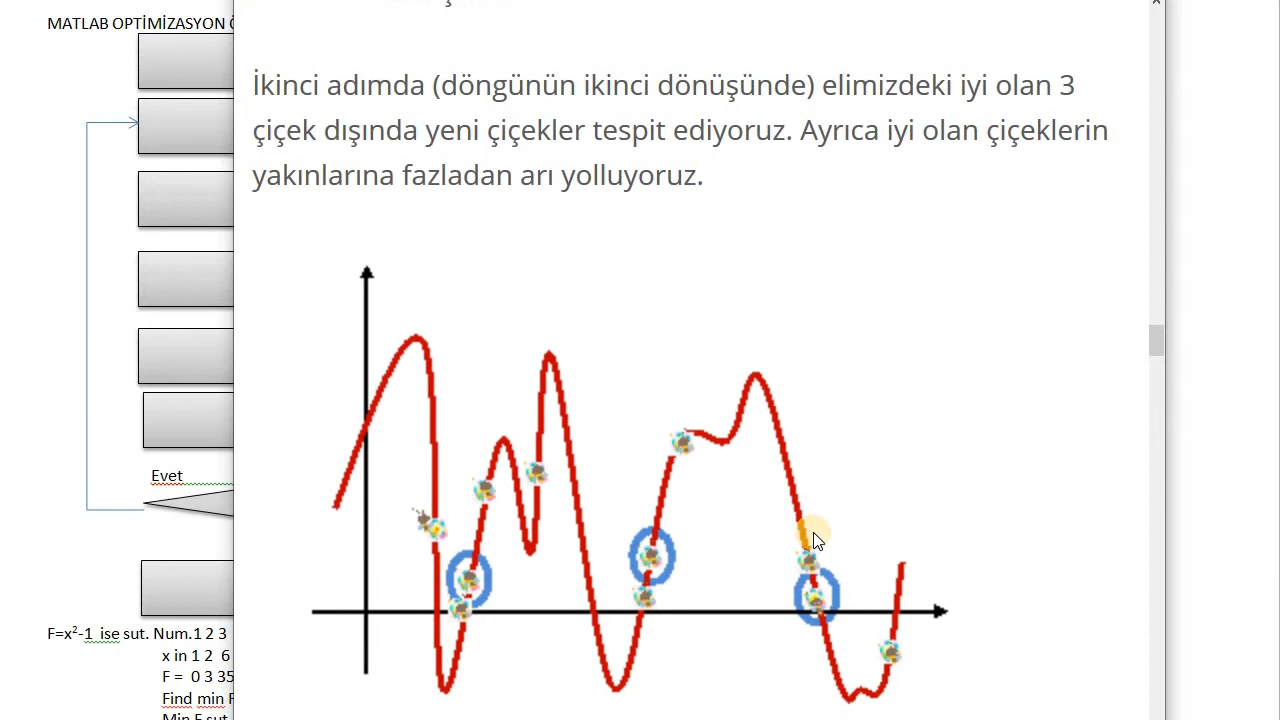 MATLAB OPTİMİZASYON
İkinci adımda (döngünün ikinci dönüşünde) elimizdeki iyi olan 3
çiçek dışında yeni çiçekler tespit ediyoruz. Ayrıca iyi olan çiçeklerin
yakınlarına fazladan arı yolluyoruz.
Evet
F=x²-1 ise sut. Num.1 2 3
x in 1 2 6
F = 0 3 35
Find min F
Min F sut